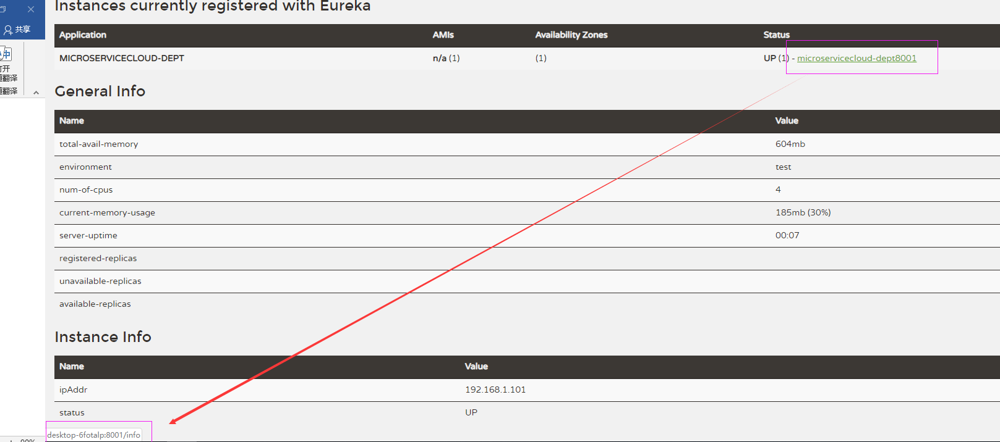 Instances currently registered with Eureka
共享
Application AMIs Availability Zones Status
MICROSERVICECLOUD-DEPT n/a (1) (1) UP (1) - microservicecloud-dept8001
翻译
翻译
General Info
Name Value
total-avail-memory 604mb
environment test
num-of-cpus 4
current-memory-usage 185mb (30%)
server-uptime 00:07
registered-replicas
unavailable-replicas
available-replicas
Instance Info
Name Value
ipAddr 192.168.1.101
status UP
desktop-6fotalp:8001/info